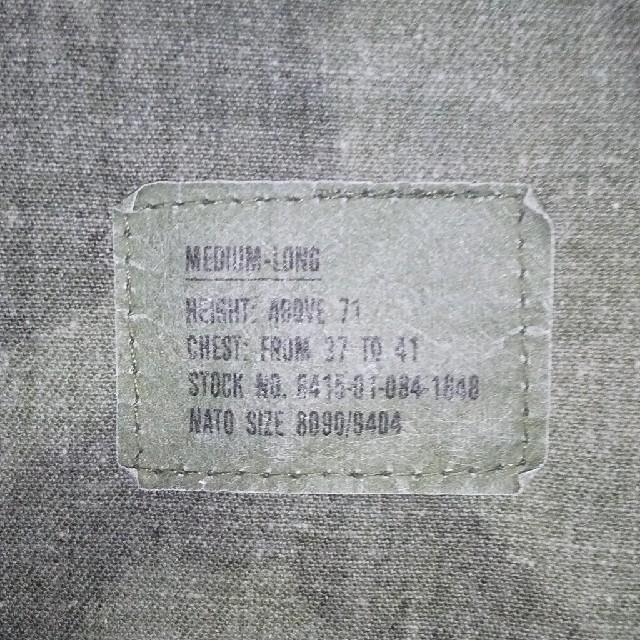 MEDIUM-LONG
HEIGHT: ABOVE 71
CHEST: FROM 37 TO 41
STOCK NO. 8415-01-084-1648
NATO SIZE 8090/9404